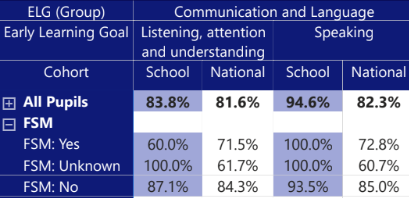 ELG (Group) Communication and Language
Early Learning Goal Listening, attention and understanding Speaking
Cohort School National School National
All Pupils 83.8% 81.6% 94.6% 82.3%
FSM
FSM: Yes 60.0% 71.5% 100.0% 72.8%
FSM: Unknown 100.0% 61.7% 100.0% 60.7%
FSM: No 87.1% 84.3% 93.5% 85.0%